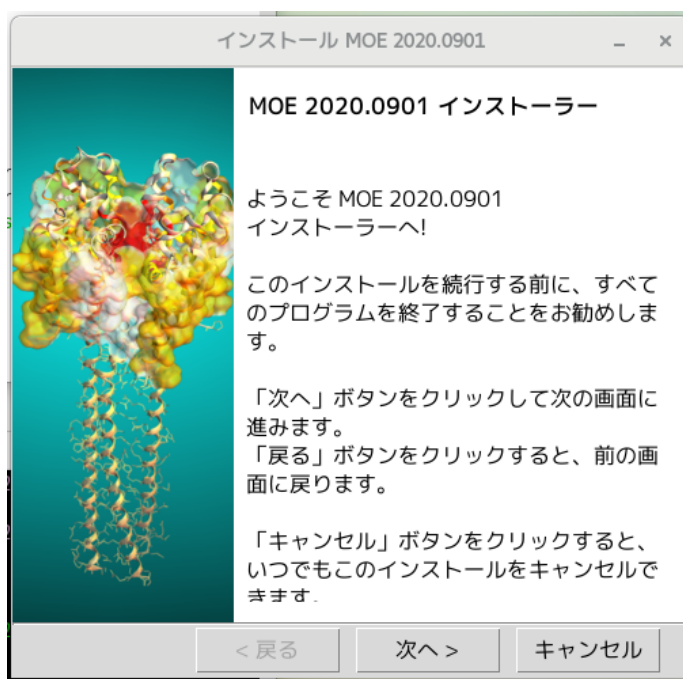 インストール MOE 2020.0901
MOE 2020.0901 インストーラー
ようこそ MOE 2020.0901
インストーラーへ!
このインストールを続行する前に、すべて
のプログラムを終了することをお勧めしま
す。
「次へ」ボタンをクリックして次の画面に
進みます。
「戻る」ボタンをクリックすると、前の画
面に戻ります。
「キャンセル」ボタンをクリックすると、
いつでもこのインストールをキャンセルで
きます.
< 戻る
次へ >
キャンセル